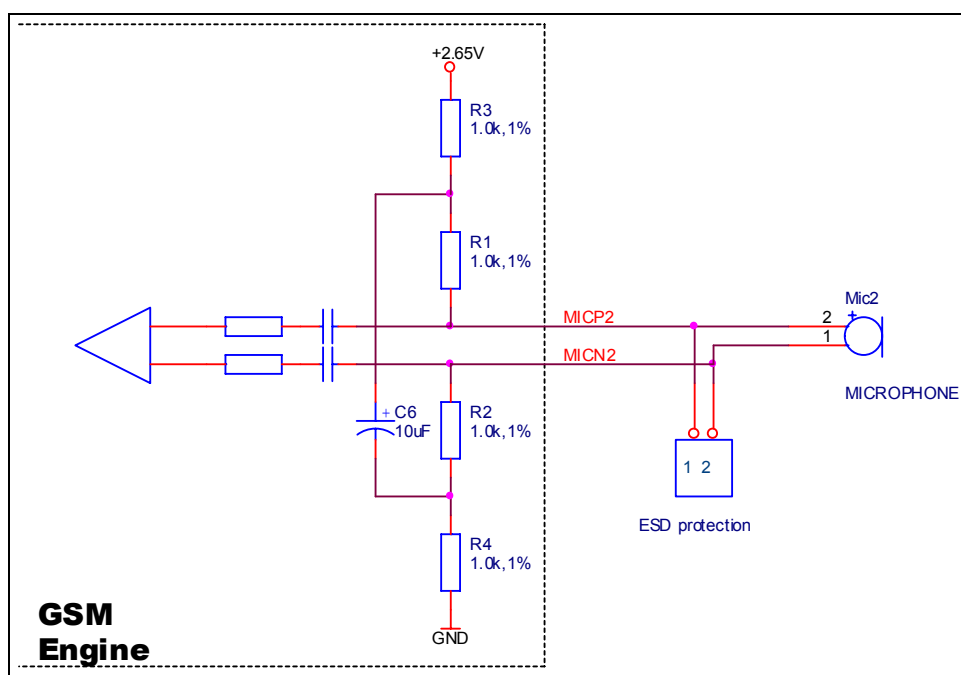 +2.65V
R3
1.0k,1%
R1
1.0k,1%
MICP2
MICN2
Mic2
2
+
1
MICROPHONE
+ C6
10uF
R2
1.0k,1%
1 2
ESD protection
R4
1.0k,1%
GND
GSM
Engine